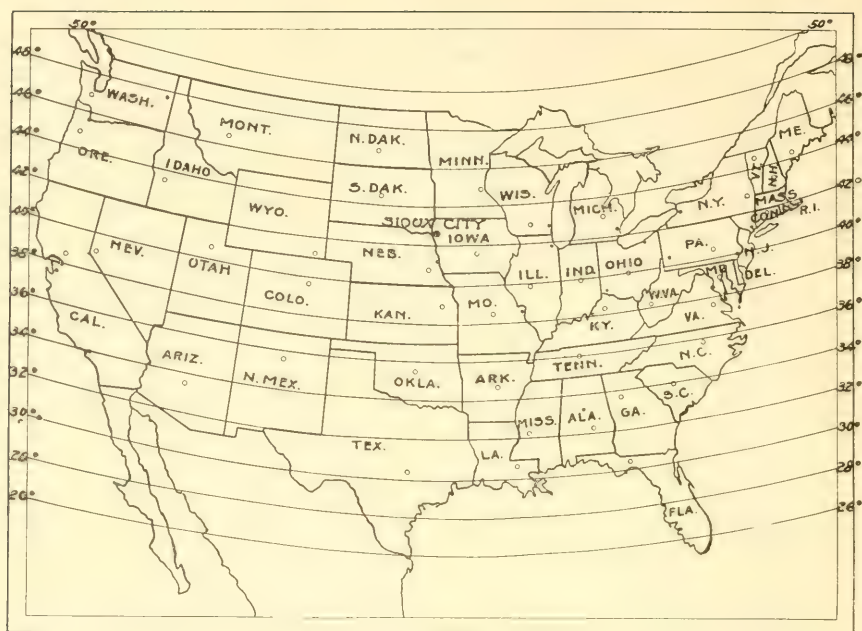 50° 50°
48° 48°
46° 46°
44° 44°
42° 42°
40° 40°
38° 38°
36° 36°
34° 34°
32° 32°
30° 30°
28° 28°
26° 26°
WASH.
MONT.
N. DAK.
MINN.
ORE.
IDAHO
S. DAK.
WIS.
MICH.
ME.
VT.
N.H.
N.Y.
MASS.
CONN.
R.I.
WYO.
SIOUX CITY
IOWA
NEB.
NEV.
UTAH
COLO.
KAN.
MO.
ILL.
IND.
OHIO
PA.
N.J.
MD.
DEL.
W.VA.
VA.
KY.
CAL.
ARIZ.
N. MEX.
OKLA.
ARK.
TENN.
N.C.
S.C.
TEX.
LA.
MISS.
ALA.
GA.
FLA.